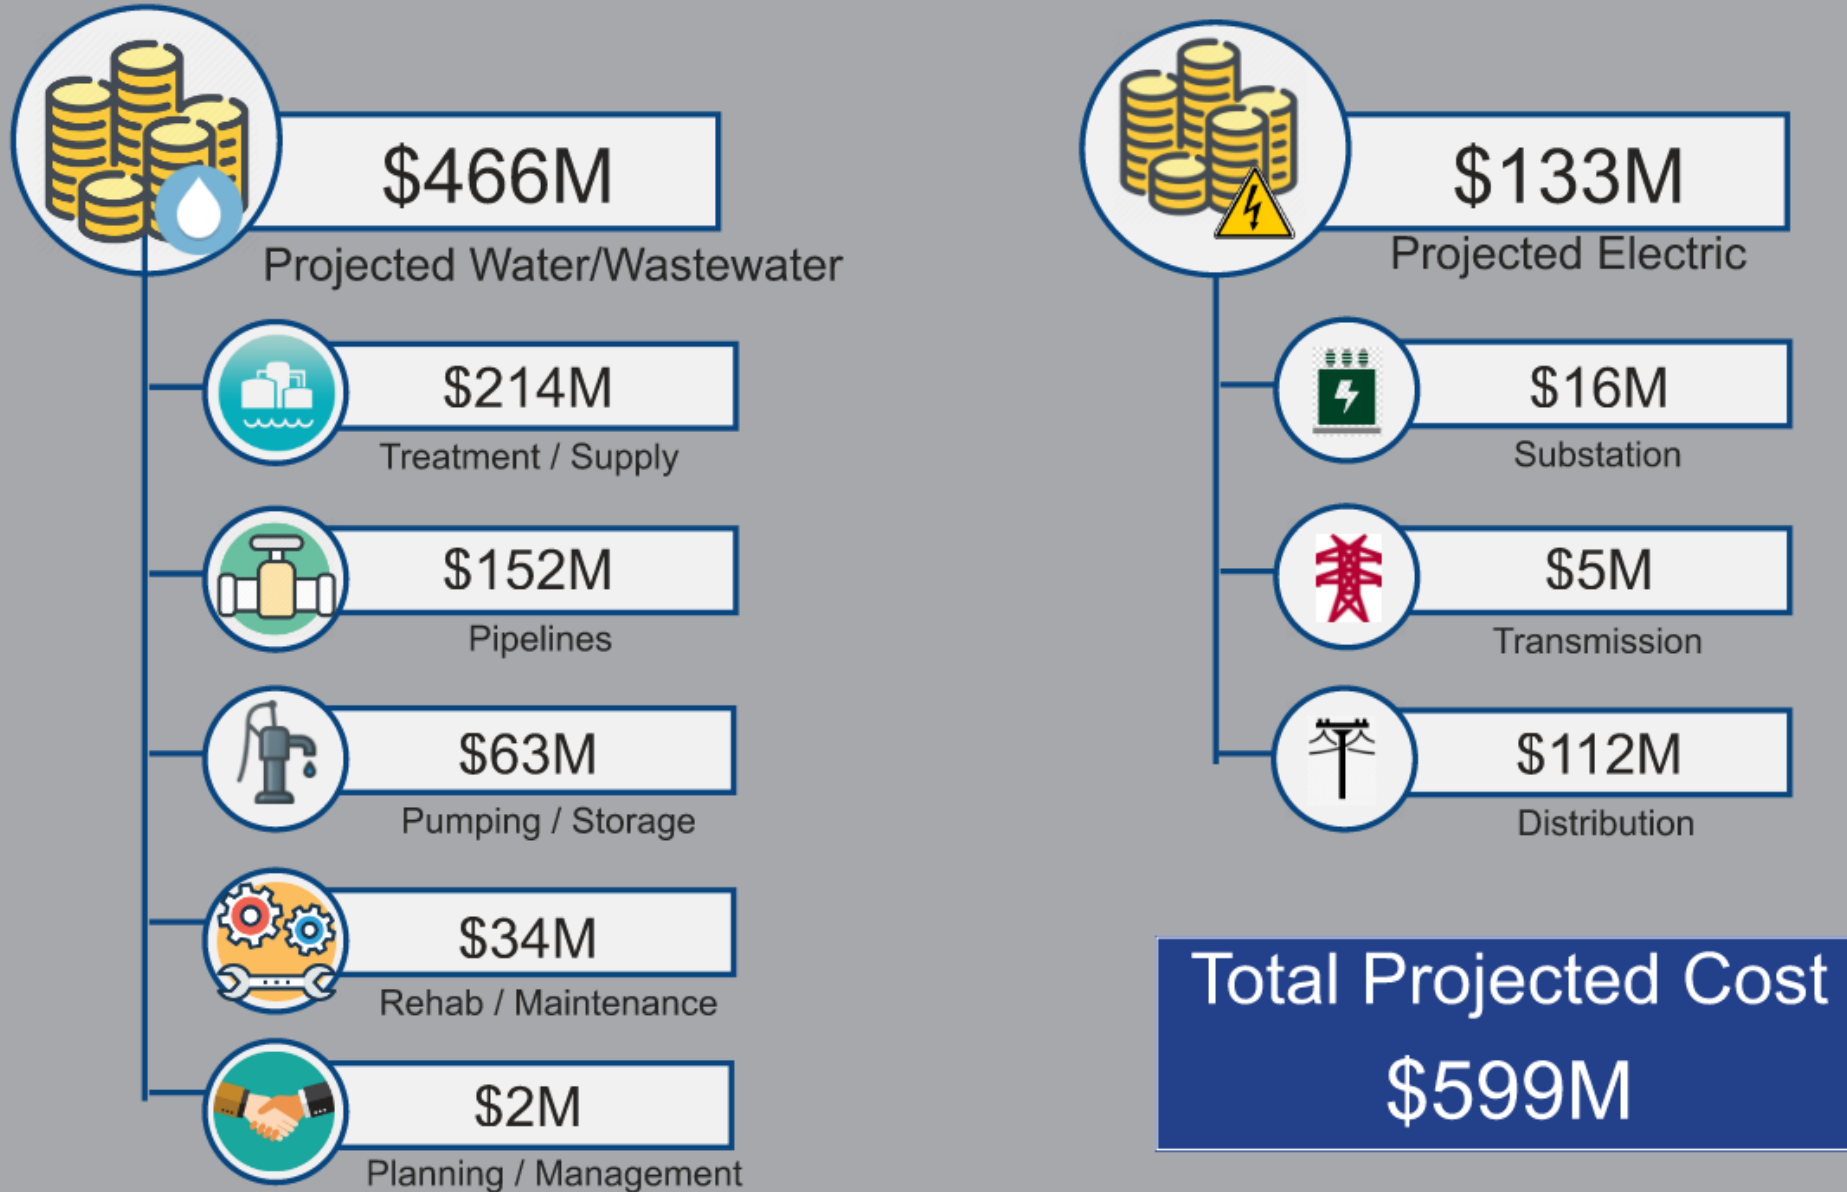 $466M
Projected Water/Wastewater
$214M
Treatment / Supply
$152M
Pipelines
$63M
Pumping / Storage
$34M
Rehab / Maintenance
$2M
Planning / Management
$133M
Projected Electric
$16M
Substation
$5M
Transmission
$112M
Distribution
Total Projected Cost
$599M